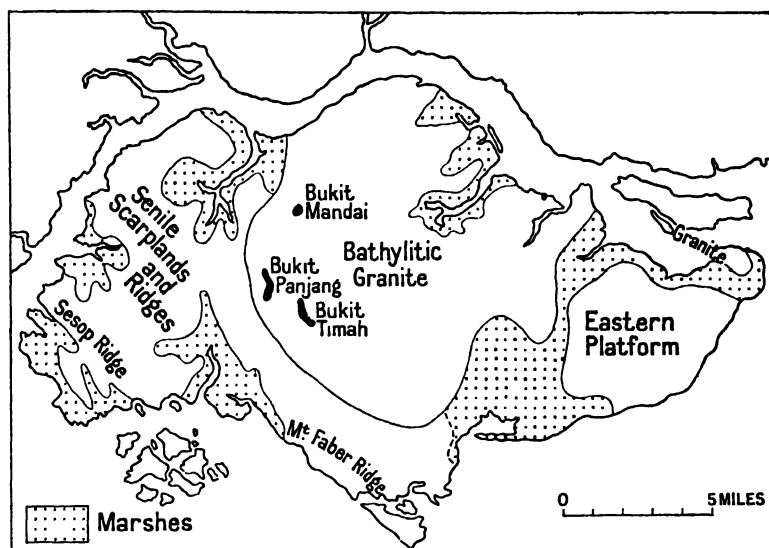 Bukit
Mandai
Senile
Scarplands
and
Ridges
Bathylitic
Granite
Granite
Bukit
Panjang
Bukit
Timah
Sesop Ridge
Eastern
Platform
Mt Faber Ridge
Marshes
0 5 MILES